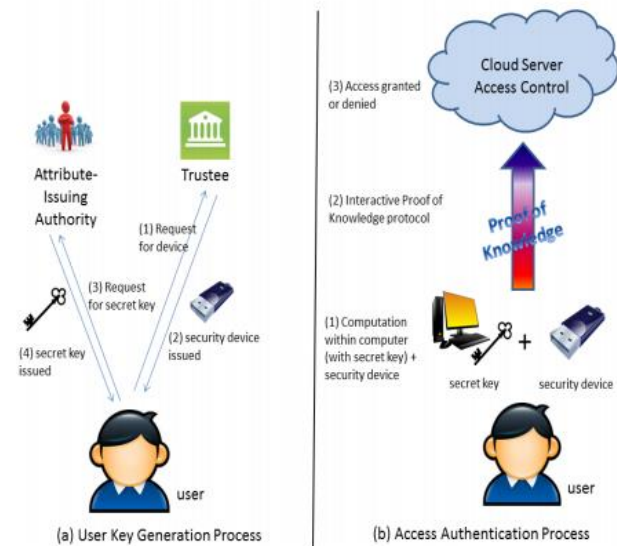 Attribute-
Issuing
Authority
Trustee
(1) Request
for device
(3) Request
for secret key
(2) security device
issued
(4) secret key
issued
user
(a) User Key Generation Process
Cloud Server
Access Control
(3) Access granted
or denied
(2) Interactive Proof of
Knowledge protocol
Proof of
Knowledge
(1) Computation
within computer
(with secret key) +
security device
+
secret key
security device
user
(b) Access Authentication Process